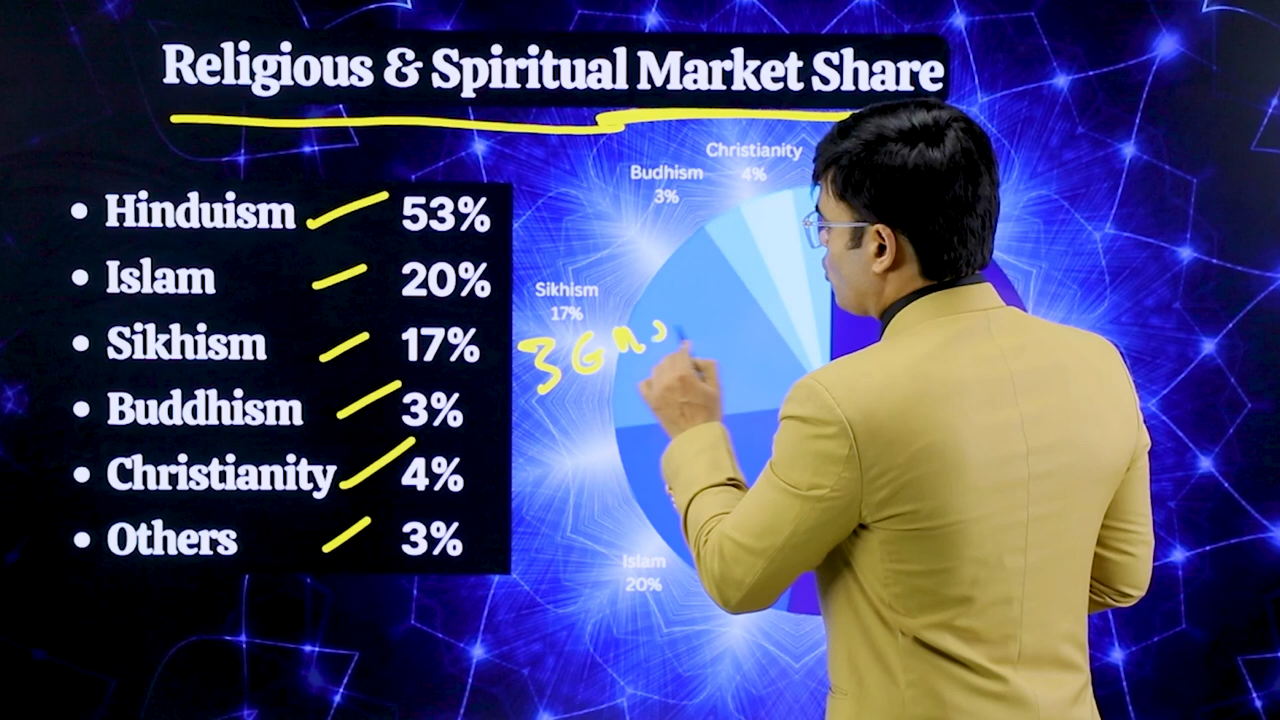 Religious & Spiritual Market Share
• Hinduism 53%
• Islam 20%
• Sikhism 17%
• Buddhism 3%
• Christianity 4%
• Others 3%
Christianity
4%
Budhism
3%
Sikhism
17%
Islam
20%